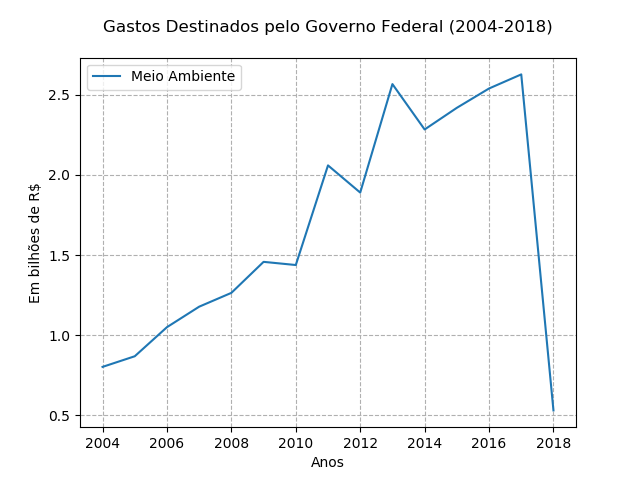 Gastos Destinados pelo Governo Federal (2004-2018)
Meio Ambiente
2.5
2.0
1.5
1.0
0.5
Em bilhões de R$
2004 2006 2008 2010 2012 2014 2016 2018
Anos